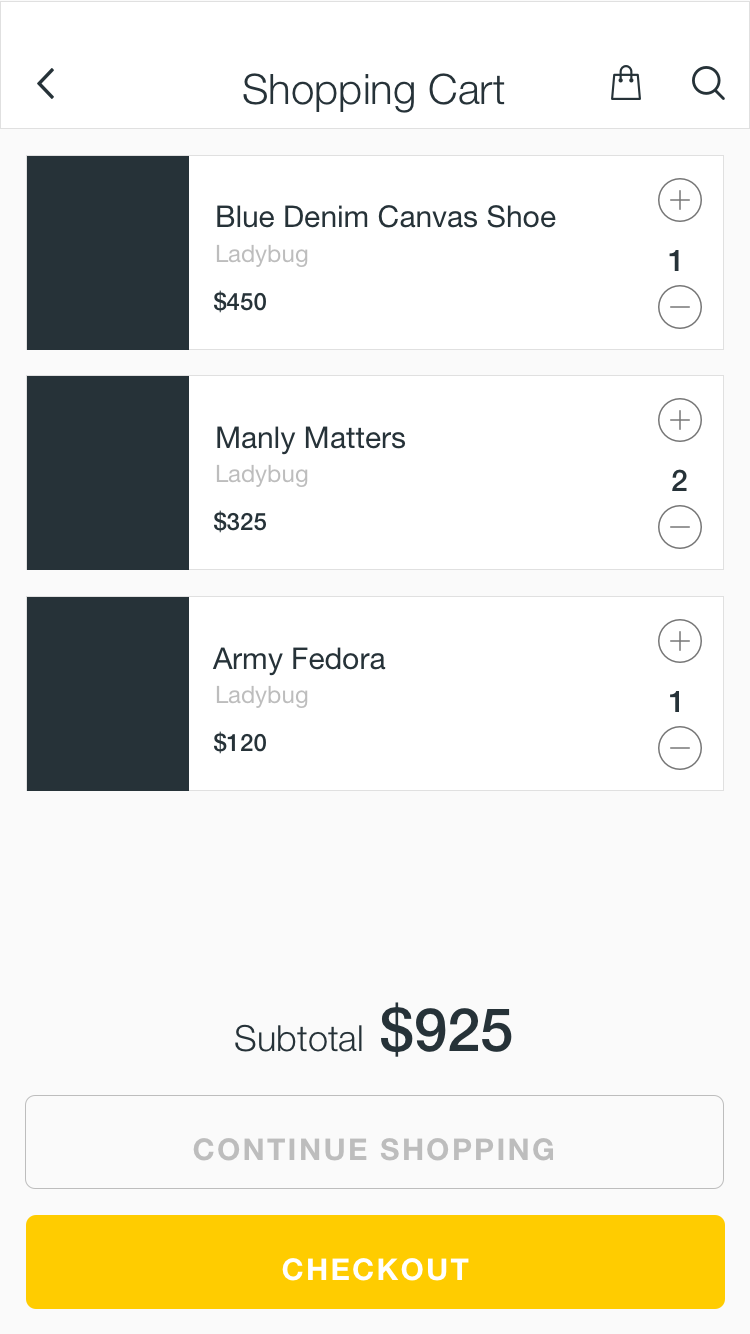 Shopping Cart
Blue Denim Canvas Shoe
Ladybug
$450
1
Manly Matters
Ladybug
$325
2
Army Fedora
Ladybug
$120
1
Subtotal $925
CONTINUE SHOPPING
CHECKOUT